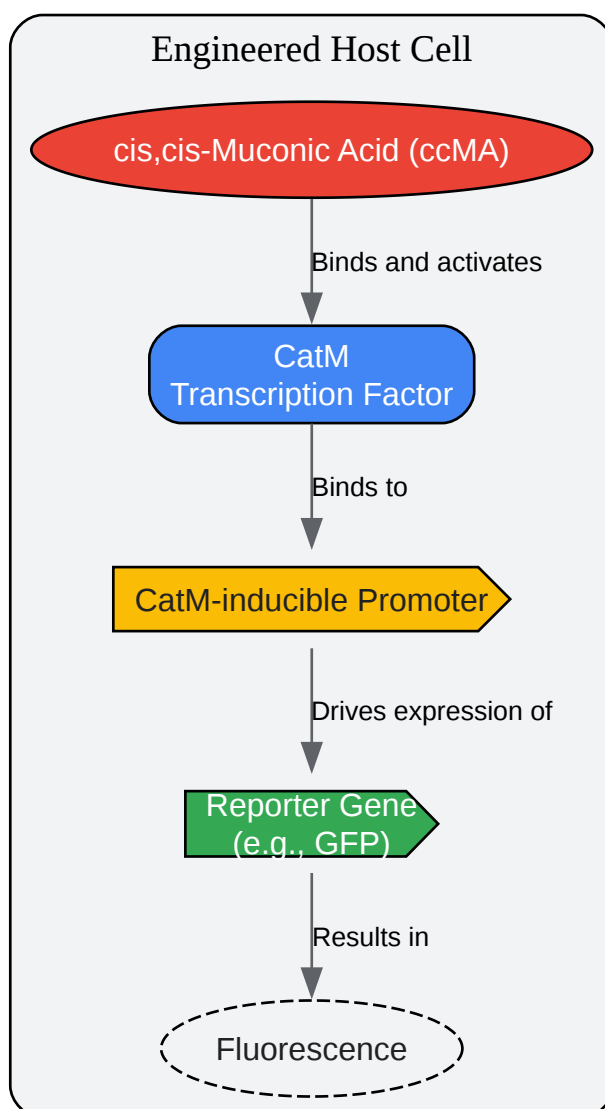 Engineered Host Cell
cis,cis-Muconic Acid (ccMA)
Binds and activates
CatM
Transcription Factor
Binds to
CatM-inducible Promoter
Drives expression of
Reporter Gene
(e.g., GFP)
Results in
Fluorescence